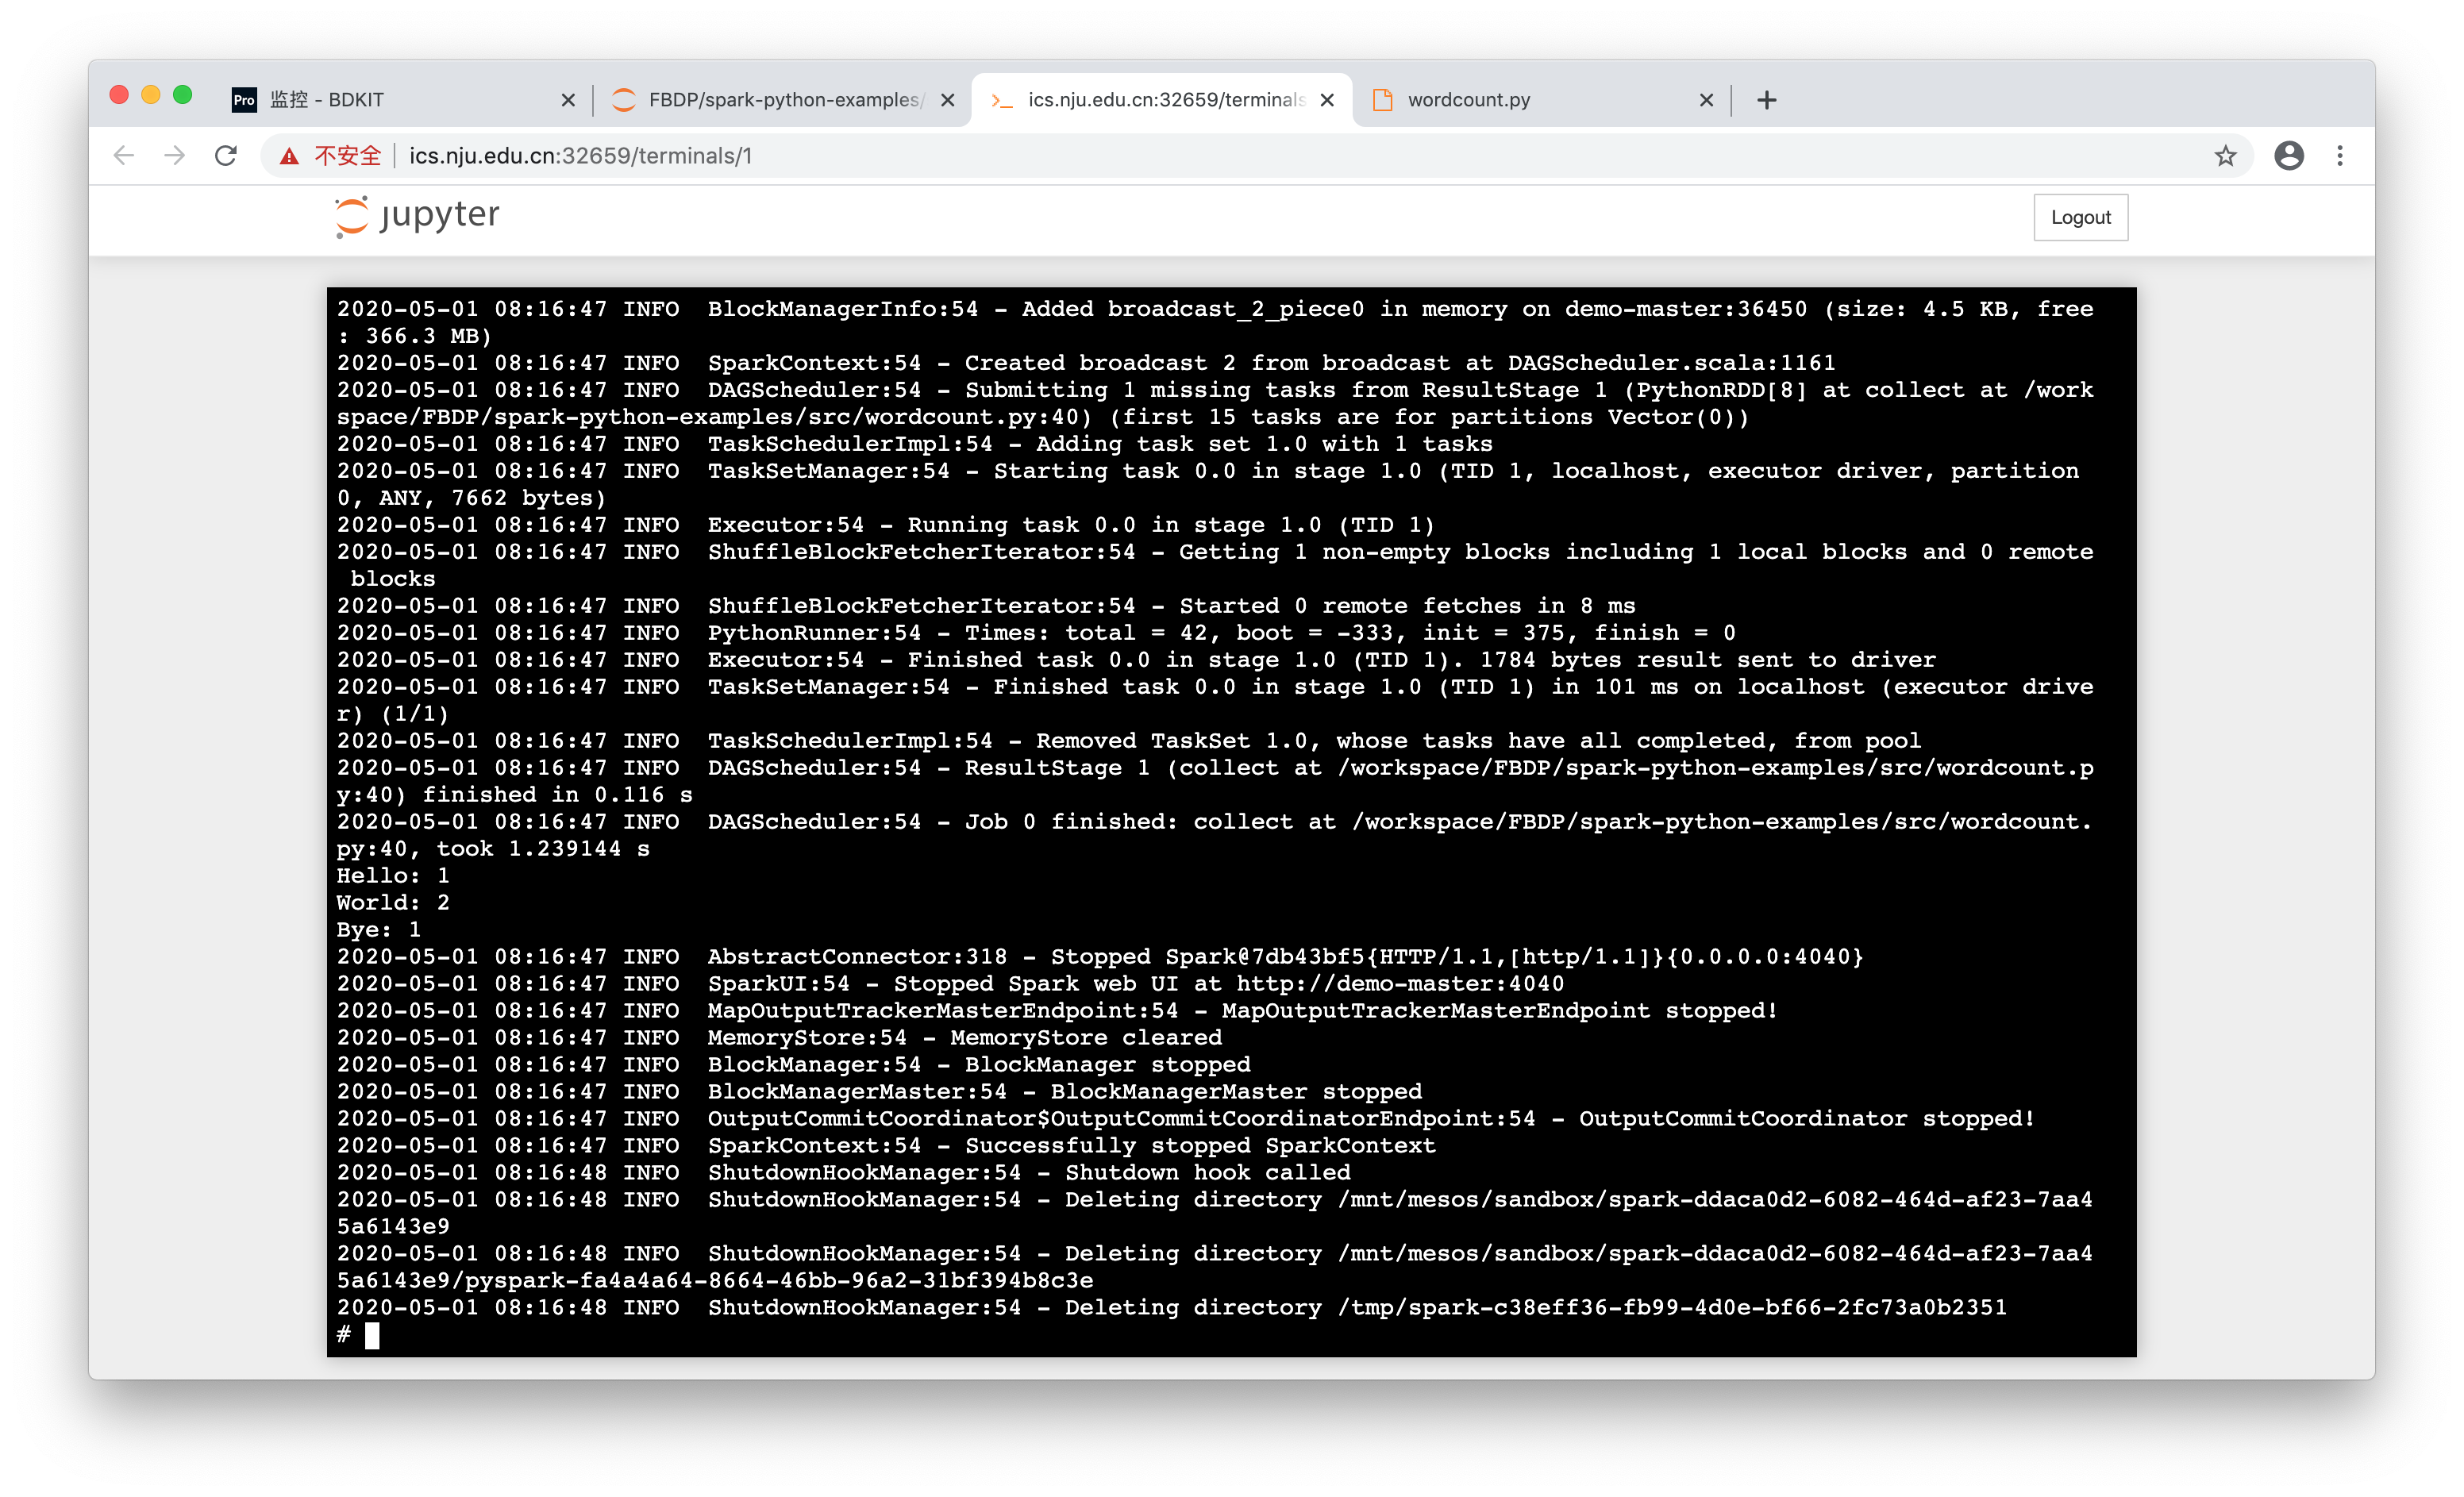 Pro 监控 - BDKIT
FBDP/spark-python-examples/
ics.nju.edu.cn:32659/terminals
wordcount.py
不安全 ics.nju.edu.cn:32659/terminals/1
jupyter
Logout
2020-05-01 08:16:47 INFO  BlockManagerInfo:54 - Added broadcast_2_piece0 in memory on demo-master:36450 (size: 4.5 KB, free
: 366.3 MB)
2020-05-01 08:16:47 INFO  SparkContext:54 - Created broadcast 2 from broadcast at DAGScheduler.scala:1161
2020-05-01 08:16:47 INFO  DAGScheduler:54 - Submitting 1 missing tasks from ResultStage 1 (PythonRDD[8] at collect at /work
space/FBDP/spark-python-examples/src/wordcount.py:40) (first 15 tasks are for partitions Vector(0))
2020-05-01 08:16:47 INFO  TaskSchedulerImpl:54 - Adding task set 1.0 with 1 tasks
2020-05-01 08:16:47 INFO  TaskSetManager:54 - Starting task 0.0 in stage 1.0 (TID 1, localhost, executor driver, partition
0, ANY, 7662 bytes)
2020-05-01 08:16:47 INFO  Executor:54 - Running task 0.0 in stage 1.0 (TID 1)
2020-05-01 08:16:47 INFO  ShuffleBlockFetcherIterator:54 - Getting 1 non-empty blocks including 1 local blocks and 0 remote
 blocks
2020-05-01 08:16:47 INFO  ShuffleBlockFetcherIterator:54 - Started 0 remote fetches in 8 ms
2020-05-01 08:16:47 INFO  PythonRunner:54 - Times: total = 42, boot = -333, init = 375, finish = 0
2020-05-01 08:16:47 INFO  Executor:54 - Finished task 0.0 in stage 1.0 (TID 1). 1784 bytes result sent to driver
2020-05-01 08:16:47 INFO  TaskSetManager:54 - Finished task 0.0 in stage 1.0 (TID 1) in 101 ms on localhost (executor drive
r) (1/1)
2020-05-01 08:16:47 INFO  TaskSchedulerImpl:54 - Removed TaskSet 1.0, whose tasks have all completed, from pool
2020-05-01 08:16:47 INFO  DAGScheduler:54 - ResultStage 1 (collect at /workspace/FBDP/spark-python-examples/src/wordcount.p
y:40) finished in 0.116 s
2020-05-01 08:16:47 INFO  DAGScheduler:54 - Job 0 finished: collect at /workspace/FBDP/spark-python-examples/src/wordcount.
py:40, took 1.239144 s
Hello: 1
World: 2
Bye: 1
2020-05-01 08:16:47 INFO  AbstractConnector:318 - Stopped Spark@7db43bf5{HTTP/1.1,[http/1.1]}{0.0.0.0:4040}
2020-05-01 08:16:47 INFO  SparkUI:54 - Stopped Spark web UI at http://demo-master:4040
2020-05-01 08:16:47 INFO  MapOutputTrackerMasterEndpoint:54 - MapOutputTrackerMasterEndpoint stopped!
2020-05-01 08:16:47 INFO  MemoryStore:54 - MemoryStore cleared
2020-05-01 08:16:47 INFO  BlockManager:54 - BlockManager stopped
2020-05-01 08:16:47 INFO  BlockManagerMaster:54 - BlockManagerMaster stopped
2020-05-01 08:16:47 INFO  OutputCommitCoordinator$OutputCommitCoordinatorEndpoint:54 - OutputCommitCoordinator stopped!
2020-05-01 08:16:47 INFO  SparkContext:54 - Successfully stopped SparkContext
2020-05-01 08:16:48 INFO  ShutdownHookManager:54 - Shutdown hook called
2020-05-01 08:16:48 INFO  ShutdownHookManager:54 - Deleting directory /mnt/mesos/sandbox/spark-ddaca0d2-6082-464d-af23-7aa4
5a6143e9
2020-05-01 08:16:48 INFO  ShutdownHookManager:54 - Deleting directory /mnt/mesos/sandbox/spark-ddaca0d2-6082-464d-af23-7aa4
5a6143e9/pyspark-fa4a4a64-8664-46bb-96a2-31bf394b8c3e
2020-05-01 08:16:48 INFO  ShutdownHookManager:54 - Deleting directory /tmp/spark-c38eff36-fb99-4d0e-bf66-2fc73a0b2351
#